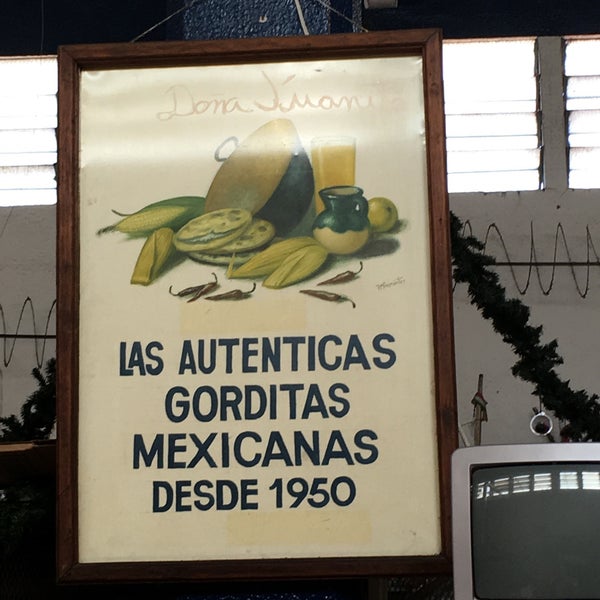 Doña Juanita
LAS AUTENTICAS
GORDITAS
MEXICANAS
DESDE 1950